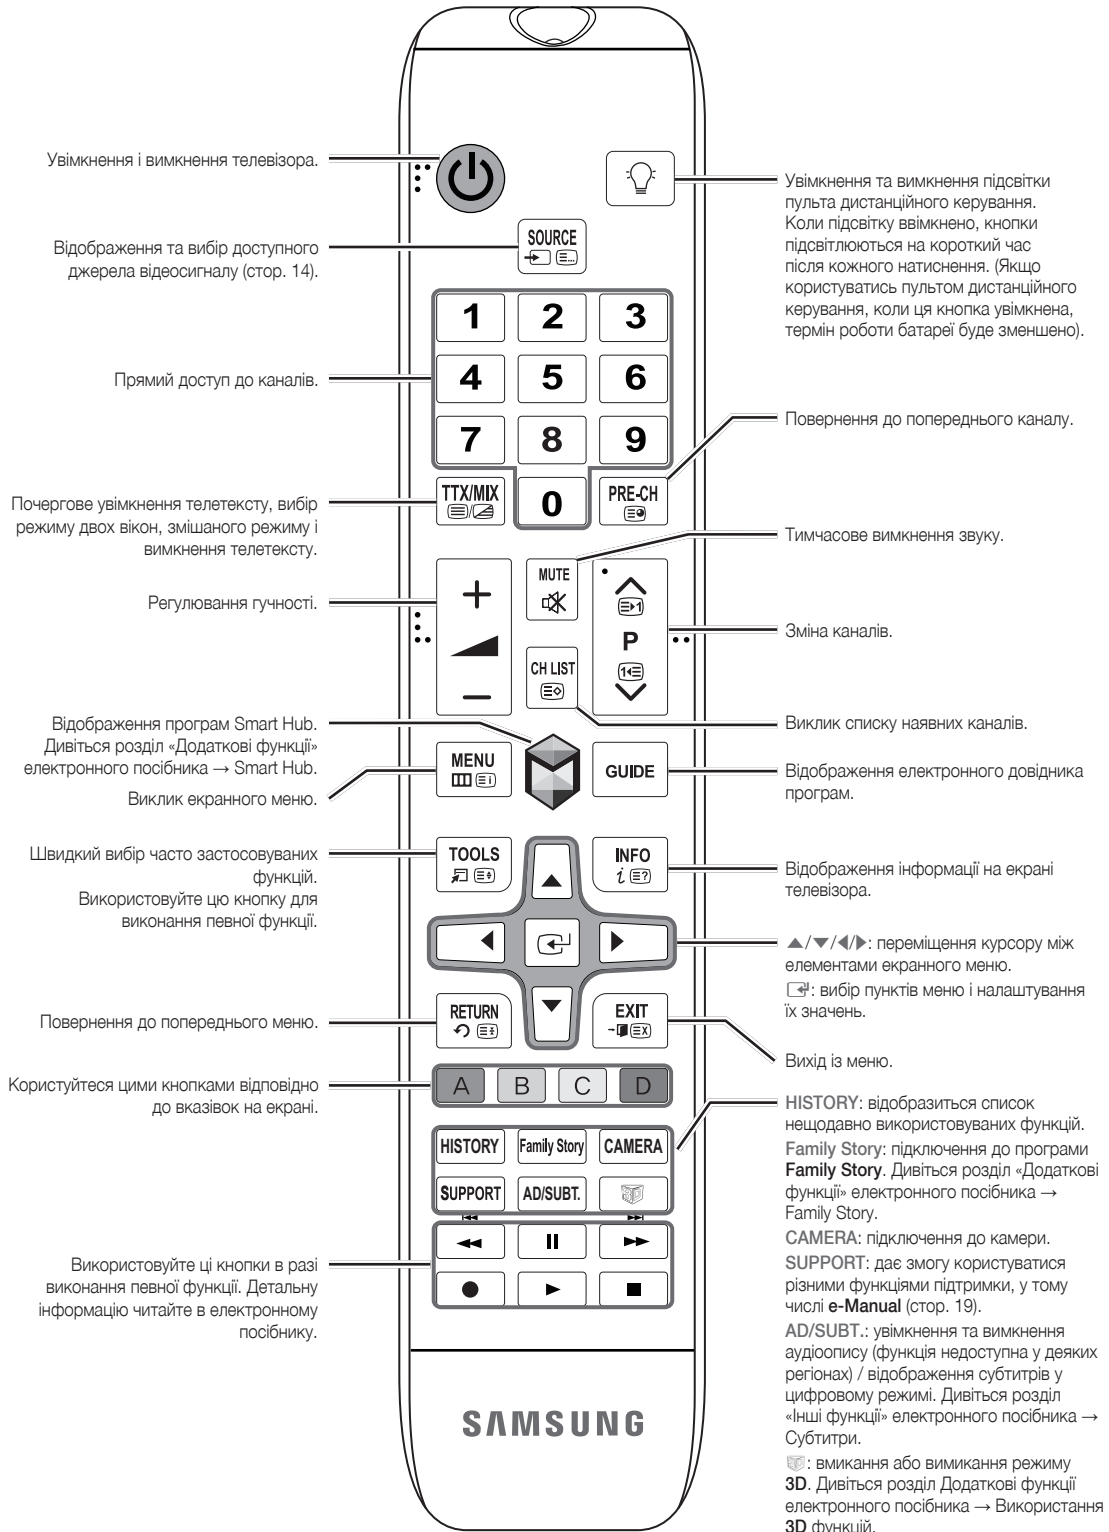 Увімкнення і вимкнення телевізора.
Відображення та вибір доступного
джерела відеосигналу (стор. 14).
Прямий доступ до каналів.
Почергове увімкнення телетексту, вибір
режиму двох вікон, змішаного режиму і
вимкнення телетексту.
Регулювання гучності.
Відображення програм Smart Hub.
Дивіться розділ «Додаткові функції»
електронного посібника → Smart Hub.
Виклик екранного меню.
Швидкий вибір часто застосовуваних
функцій.
Використовуйте цю кнопку для
виконання певної функції.
Повернення до попереднього меню.
Користуйтеся цими кнопками відповідно
до вказівок на екрані.
Використовуйте ці кнопки в разі
виконання певної функції. Детальну
інформацію читайте в електронному
посібнику.
SOURCE
1 2 3
4 5 6
7 8 9
TTX/MIX 0 PRE-CH
MUTE
P
CH LIST
MENU GUIDE
TOOLS INFO
RETURN EXIT
A B C D
HISTORY Family Story CAMERA
SUPPORT AD/SUBT.
SAMSUNG
Увімкнення та вимкнення підсвітки
пульта дистанційного керування.
Коли підсвітку ввімкнено, кнопки
підсвітлюються на короткий час
після кожного натиснення. (Якщо
користуватись пультом дистанційного
керування, коли ця кнопка увімкнена,
термін роботи батареї буде зменшено).
Повернення до попереднього каналу.
Тимчасове вимкнення звуку.
Зміна каналів.
Виклик списку наявних каналів.
Відображення електронного довідника
програм.
Відображення інформації на екрані
телевізора.
▲/▼/◀/▶: переміщення курсору між
елементами екранного меню.
: вибір пунктів меню і налаштування
їх значень.
Вихід із меню.
HISTORY: відобразиться список
нещодавно використовуваних функцій.
Family Story: підключення до програми
Family Story. Дивіться розділ «Додаткові
функції» електронного посібника →
Family Story.
CAMERA: підключення до камери.
SUPPORT: дає змогу користуватися
різними функціями підтримки, у тому
числі e-Manual (стор. 19).
AD/SUBT.: увімкнення та вимкнення
аудіоопису (функція недоступна у деяких
регіонах) / відображення субтитрів у
цифровому режимі. Дивіться розділ
«Інші функції» електронного посібника →
Субтитри.
: вмикання або вимикання режиму
3D. Дивіться розділ Додаткові функції
електронного посібника → Використання
3D функцій.